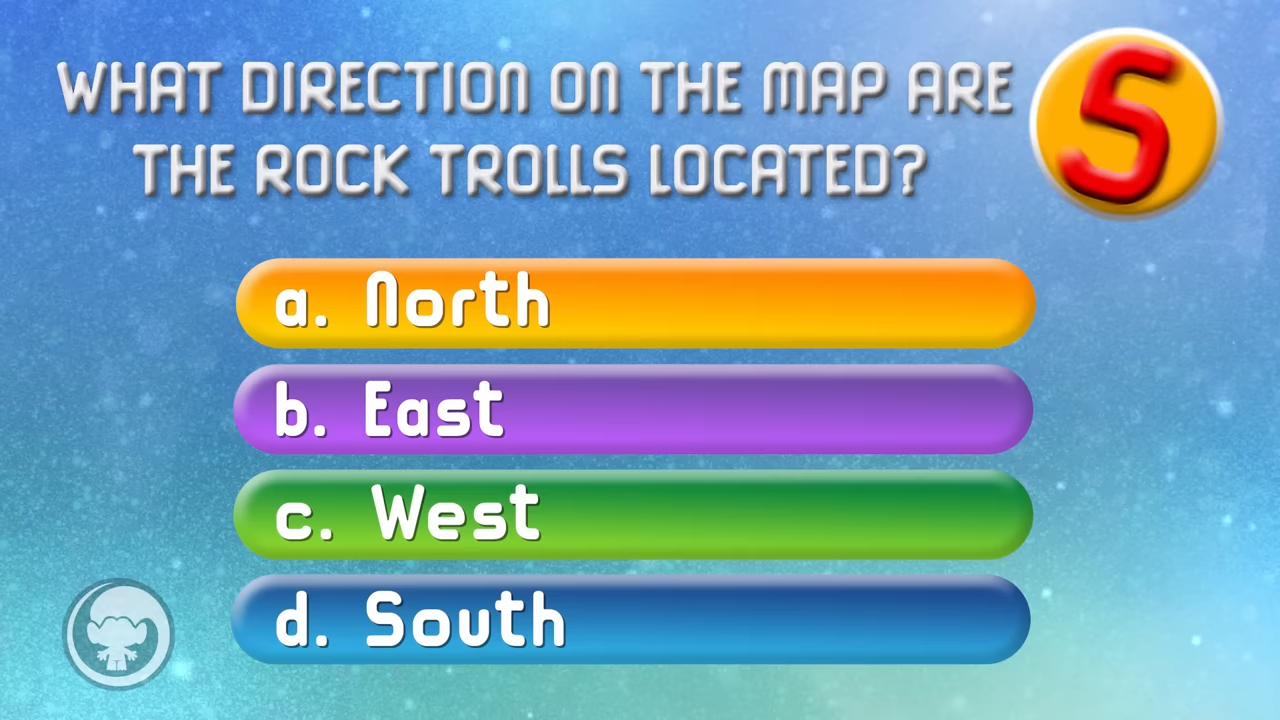 WHAT DIRECTION ON THE MAP ARE
THE ROCK TROLLS LOCATED?
5
a. North
b. East
c. West
d. South